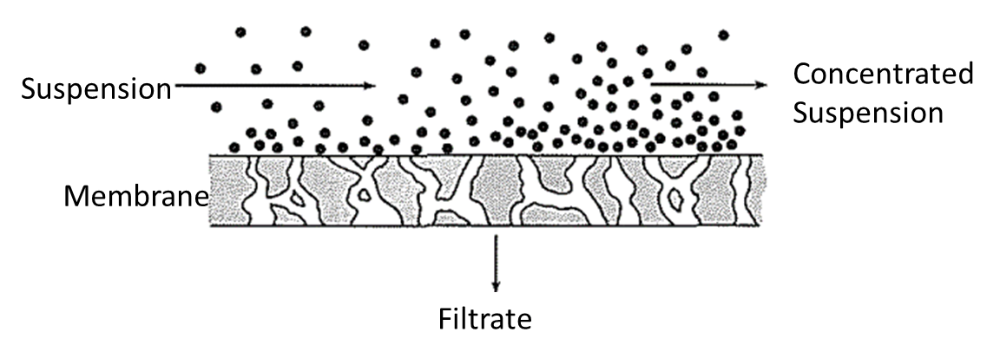 Suspension
Concentrated
Suspension
Membrane
Filtrate